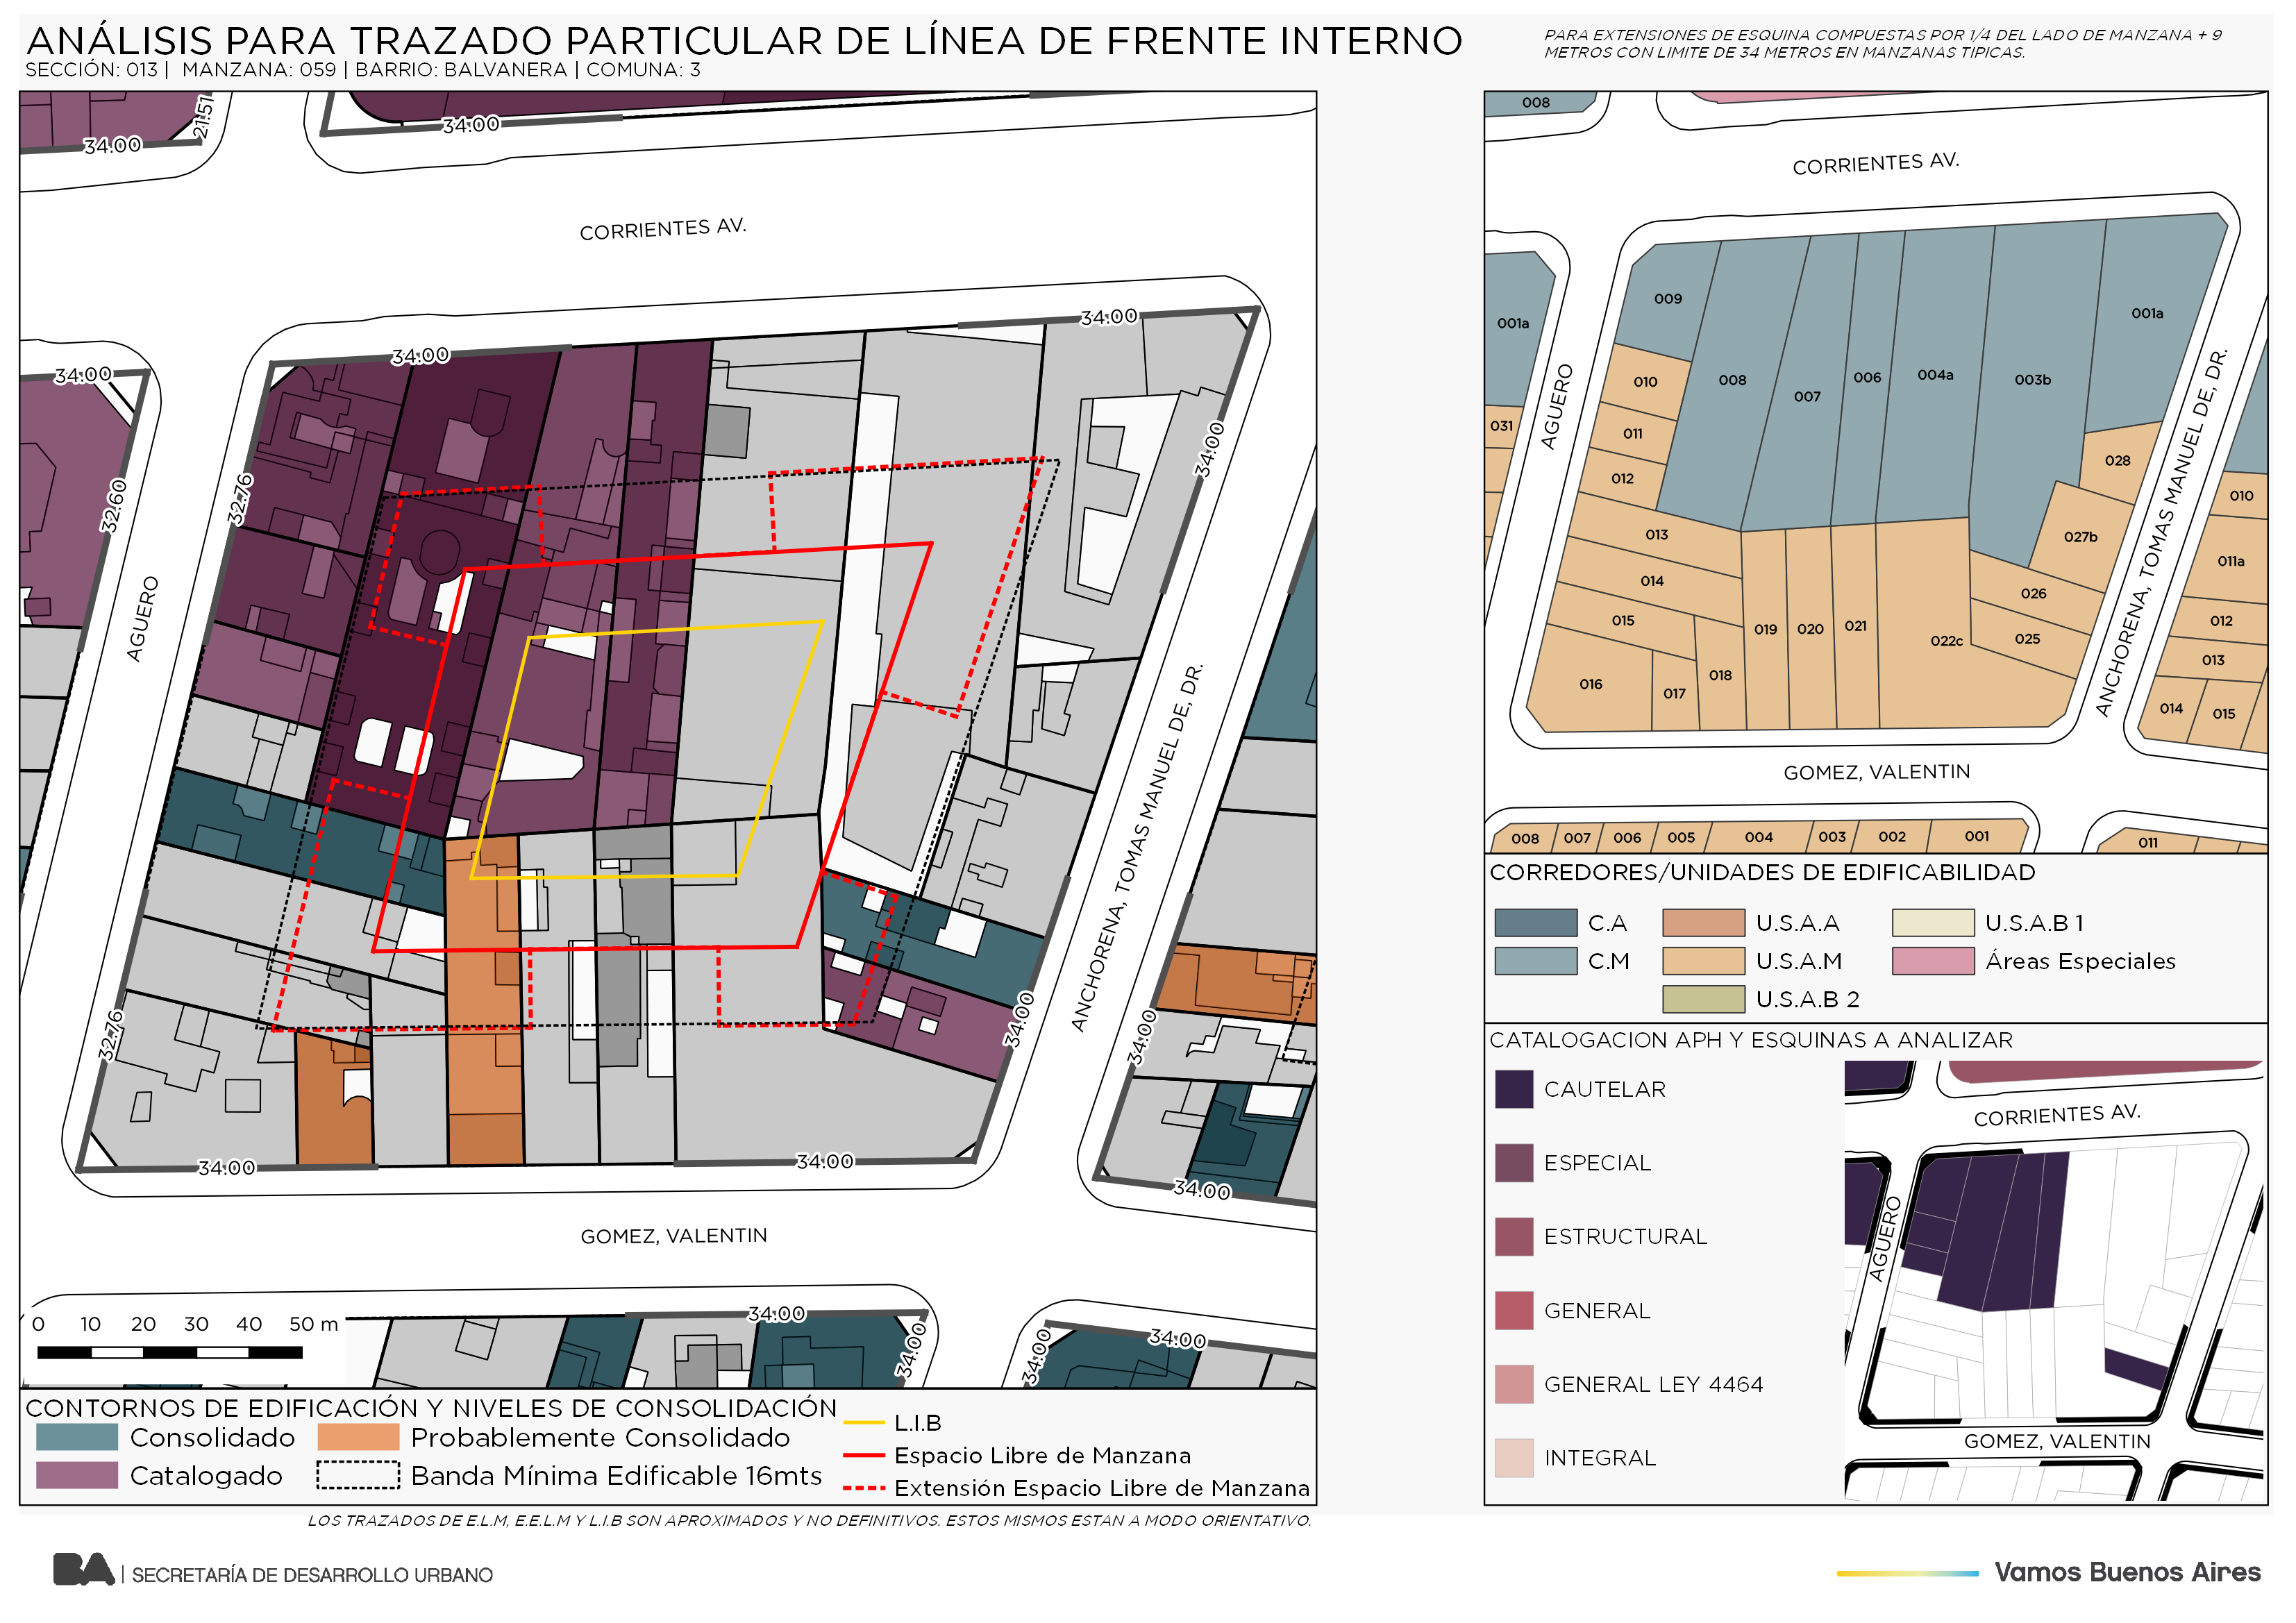 ANÁLISIS PARA TRAZADO PARTICULAR DE LÍNEA DE FRENTE INTERNO
SECCIÓN: 013 | MANZANA: 059 | BARRIO: BALVANERA | COMUNA: 3
PARA EXTENSIONES DE ESQUINA COMPUESTAS POR 1/4 DEL LADO DE MANZANA + 9
METROS CON LIMITE DE 34 METROS EN MANZANAS TIPICAS.
21.51
34.00
34.00
CORRIENTES AV.
34.00
34.00
34.00
32.60
32.76
34.00
AGUERO
ANCHORENA, TOMAS MANUEL DE, DR.
32.76
34.00
34.00
34.00
34.00
34.00
GOMEZ, VALENTIN
34.00
34.00
34.00
34.00
0 10 20 30 40 50 m
CONTORNOS DE EDIFICACIÓN Y NIVELES DE CONSOLIDACIÓN
Consolidado
Probablemente Consolidado
Catalogado
Banda Mínima Edificable 16mts
L.I.B
Espacio Libre de Manzana
Extensión Espacio Libre de Manzana
LOS TRAZADOS DE E.L.M, E.E.L.M Y L.I.B SON APROXIMADOS Y NO DEFINITIVOS. ESTOS MISMOS ESTAN A MODO ORIENTATIVO.
008
CORRIENTES AV.
001a
009
008
007
006
004a
003b
001a
031
010
011
012
013
014
015
016
017
018
019
020
021
022c
025
026
027b
028
010
011a
012
013
014
015
AGUERO
ANCHORENA, TOMAS MANUEL DE, DR.
GOMEZ, VALENTIN
008
007
006
005
004
003
002
001
011
CORREDORES/UNIDADES DE EDIFICABILIDAD
C.A
U.S.A.A
U.S.A.B 1
C.M
U.S.A.M
Áreas Especiales
U.S.A.B 2
CATALOGACION APH Y ESQUINAS A ANALIZAR
CAUTELAR
ESPECIAL
ESTRUCTURAL
GENERAL
GENERAL LEY 4464
INTEGRAL
CORRIENTES AV.
AGUERO
GOMEZ, VALENTIN
BA | SECRETARÍA DE DESARROLLO URBANO
Vamos Buenos Aires